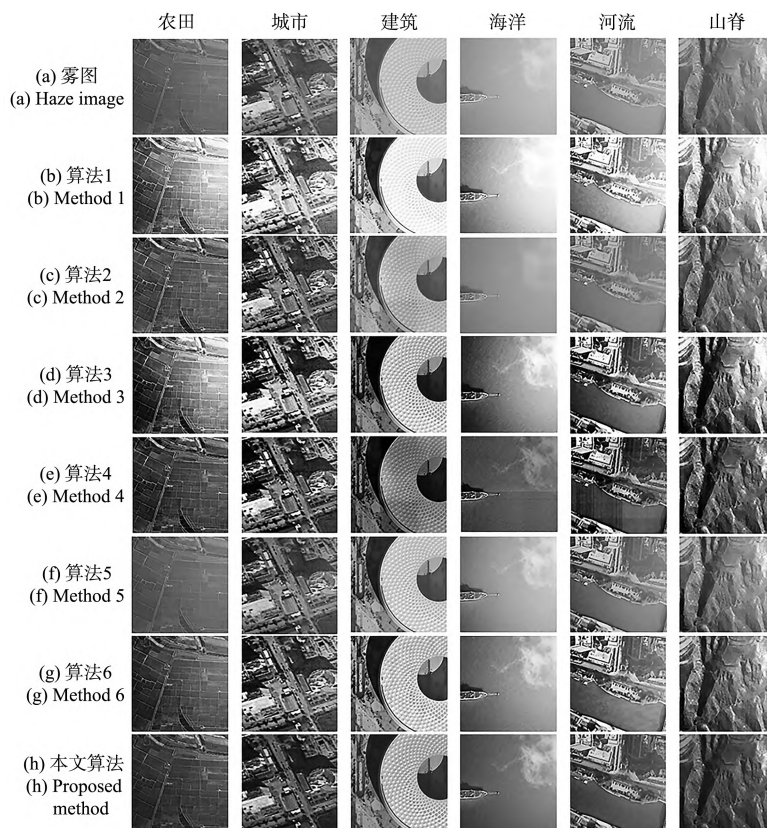 农田 城市 建筑 海洋 河流 山脊
(a) 雾图
(a) Haze image
(b) 算法1
(b) Method 1
(c) 算法2
(c) Method 2
(d) 算法3
(d) Method 3
(e) 算法4
(e) Method 4
(f) 算法5
(f) Method 5
(g) 算法6
(g) Method 6
(h) 本文算法
(h) Proposed
method